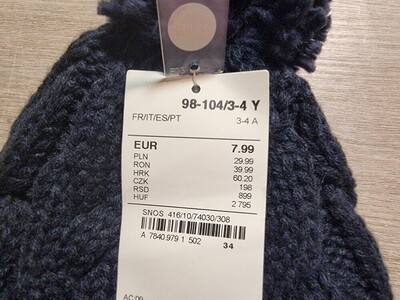 98-104/3-4 Y
FR/IT/ES/PT 3-4 A
EUR 7.99
PLN 29.99
RON 39.99
HRK 60.20
CZK 198
RSD 899
HUF 2 795
SNOS 416/10/74030/308
A 7840.979 1 502
34
AC 09